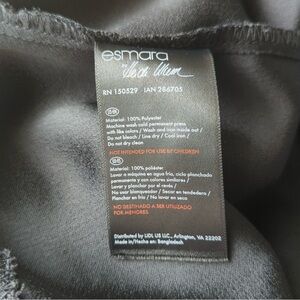 esmara
by Heidi Klum
RN 150529 IAN 286705
Material: 100% Polyester
Machine wash cold permanent press
with like colors / Wash and iron inside out /
Do not bleach / Line dry / Cool iron /
Do not dry clean
NOT INTENDED FOR USE BY CHILDREN
Material: 100% poliéster
Lavar a máquina en agua fría, ciclo planchado
permanente y con colores similares /
Lavar y planchar por el revés /
No usar blanqueador / Secar en tendedero /
Planchar en frío / No lavar en seco
NO DESTINADO A SER UTILIZADO
POR MENORES.
Distributed by LIDL US LLC., Arlington, VA
22202
Made in/Hecho en: Bangladesh